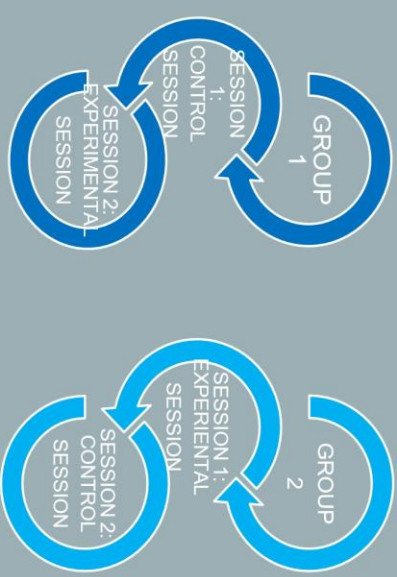 GROUP
1
SESSION
1:
CONTROL
SESSION
SESSION 2:
EXPERIMENTAL
SESSION
GROUP
2
SESSION 1:
EXPERIENTAL
SESSION
SESSION 2:
CONTROL
SESSION